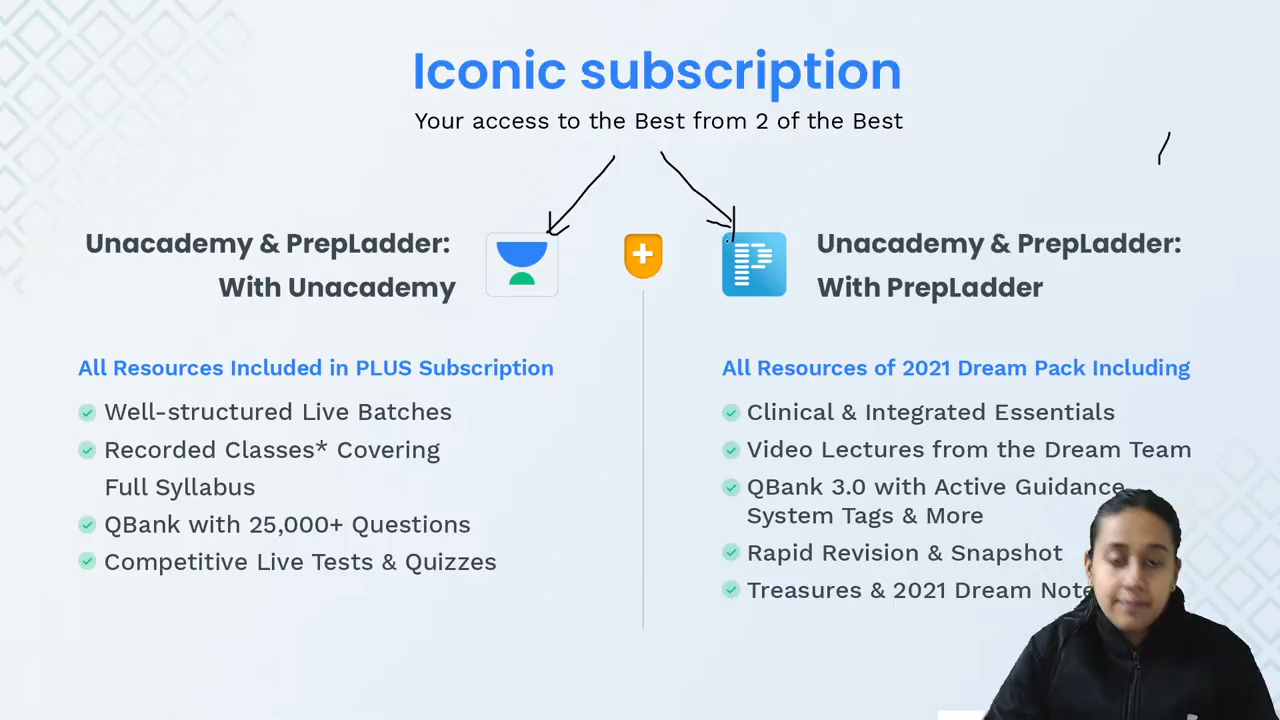 Iconic subscription
Your access to the Best from 2 of the Best
Unacademy & PrepLadder:
With Unacademy
All Resources Included in PLUS Subscription
Well-structured Live Batches
Recorded Classes* Covering
Full Syllabus
QBank with 25,000+ Questions
Competitive Live Tests & Quizzes
Unacademy & PrepLadder:
With PrepLadder
All Resources of 2021 Dream Pack Including
Clinical & Integrated Essentials
Video Lectures from the Dream Team
QBank 3.0 with Active Guidance
System Tags & More
Rapid Revision & Snapshot
Treasures & 2021 Dream Note